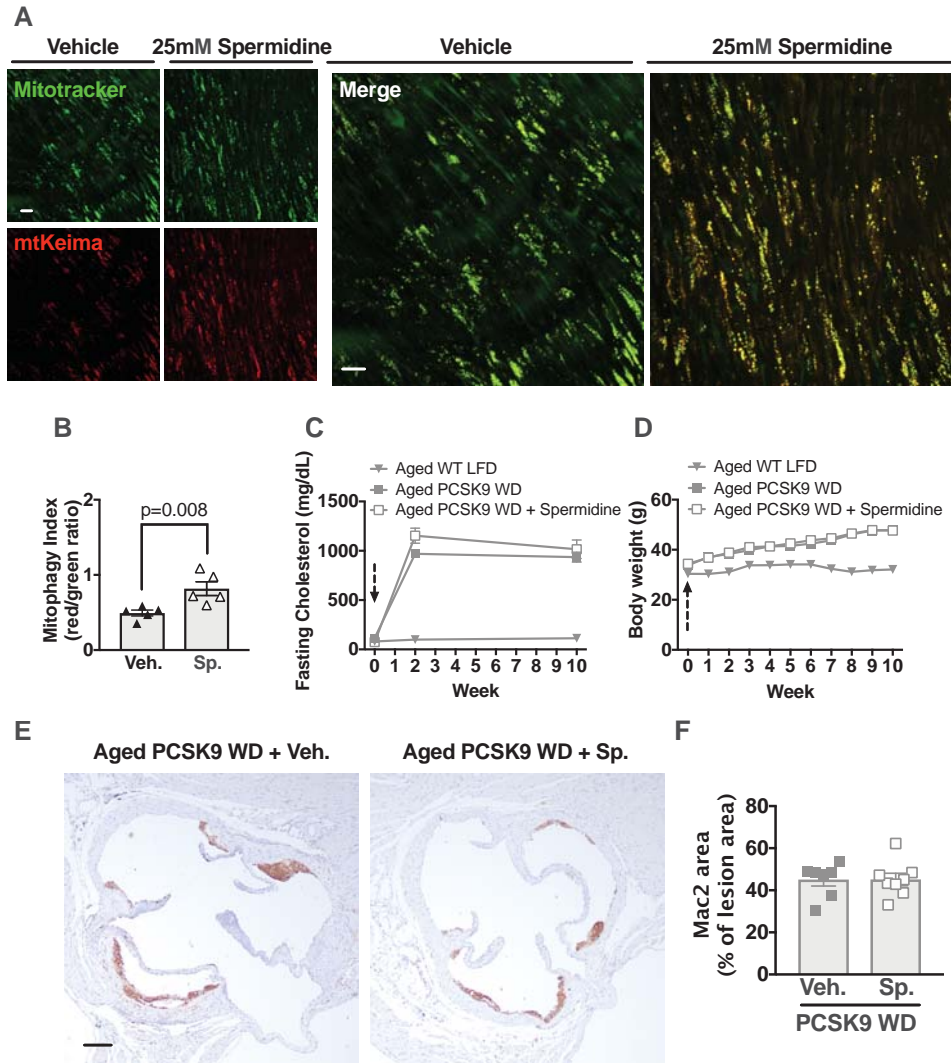 A
Vehicle 25mM Spermidine Vehicle 25mM Spermidine
Mitotracker
Merge
mtKeima
B
Mitophagy Index
(red/green ratio)
2
1
0
p=0.008
Veh. Sp.
C
Aged WT LFD
Aged PCSK9 WD
Aged PCSK9 WD + Spermidine
Fasting Cholesterol (mg/dL)
1500
1000
500
0
0 1 2 3 4 5 6 7 8 9 10
Week
D
Aged WT LFD
Aged PCSK9 WD
Aged PCSK9 WD + Spermidine
Body weight (g)
60
40
20
0
0 1 2 3 4 5 6 7 8 9 10
Week
E
Aged PCSK9 WD + Veh. Aged PCSK9 WD + Sp.
F
Mac2 area
(% of lesion area)
80
60
40
20
0
Veh. Sp.
PCSK9 WD